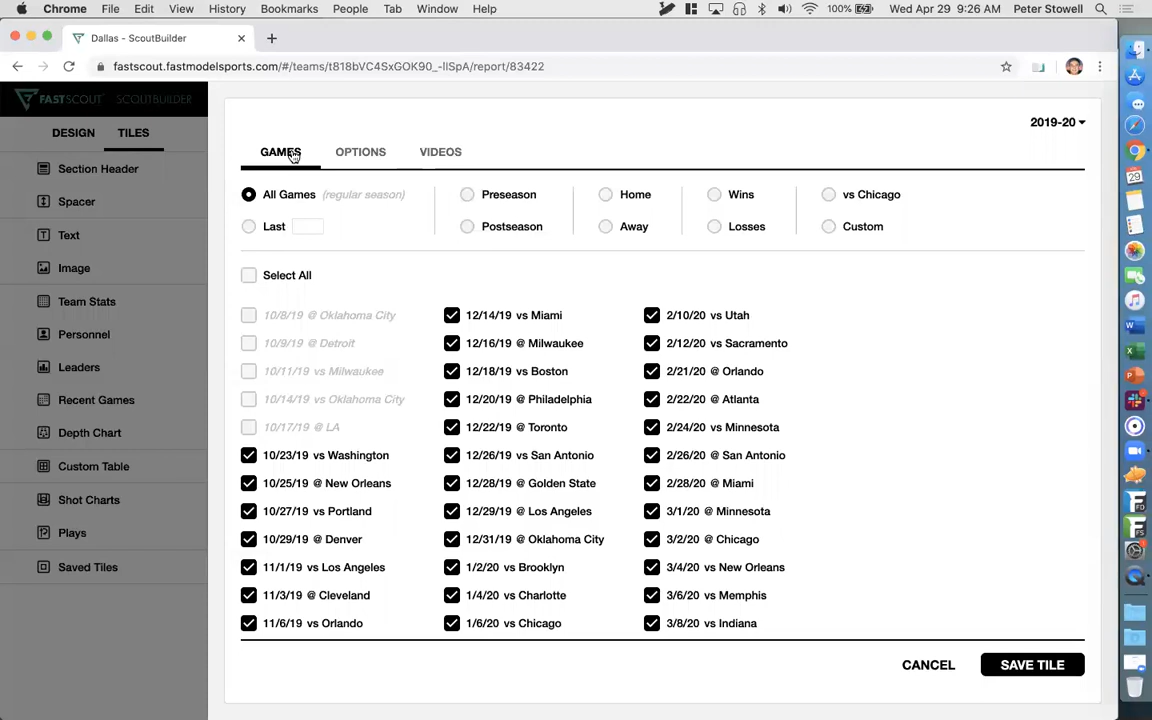 Chrome File Edit View History Bookmarks People Tab Window Help 100% Wed Apr 29 9:26 AM Peter Stowell
Dallas - ScoutBuilder
fastscout.fastmodelsports.com/#/teams/t818bVC4SxGOK90_-IISpA/report/83422
FASTSCOUT SCOUTBUILDER
DESIGN TILES
Section Header
Spacer
Text
Image
Team Stats
Personnel
Leaders
Recent Games
Depth Chart
Custom Table
Shot Charts
Plays
Saved Tiles
2019-20
GAMES OPTIONS VIDEOS
All Games (regular season) Preseason Home Wins vs Chicago
Last Postseason Away Losses Custom
Select All
10/8/19 @ Oklahoma City 12/14/19 vs Miami 2/10/20 vs Utah
10/9/19 @ Detroit 12/16/19 @ Milwaukee 2/12/20 vs Sacramento
10/11/19 vs Milwaukee 12/18/19 vs Boston 2/21/20 @ Orlando
10/14/19 vs Oklahoma City 12/20/19 @ Philadelphia 2/22/20 @ Atlanta
10/17/19 @ LA 12/22/19 @ Toronto 2/24/20 vs Minnesota
10/23/19 vs Washington 12/26/19 vs San Antonio 2/26/20 @ San Antonio
10/25/19 @ New Orleans 12/28/19 @ Golden State 2/28/20 @ Miami
10/27/19 vs Portland 12/29/19 @ Los Angeles 3/1/20 @ Minnesota
10/29/19 @ Denver 12/31/19 @ Oklahoma City 3/2/20 @ Chicago
11/1/19 vs Los Angeles 1/2/20 vs Brooklyn 3/4/20 vs New Orleans
11/3/19 @ Cleveland 1/4/20 vs Charlotte 3/6/20 vs Memphis
11/6/19 vs Orlando 1/6/20 vs Chicago 3/8/20 vs Indiana
CANCEL SAVE TILE